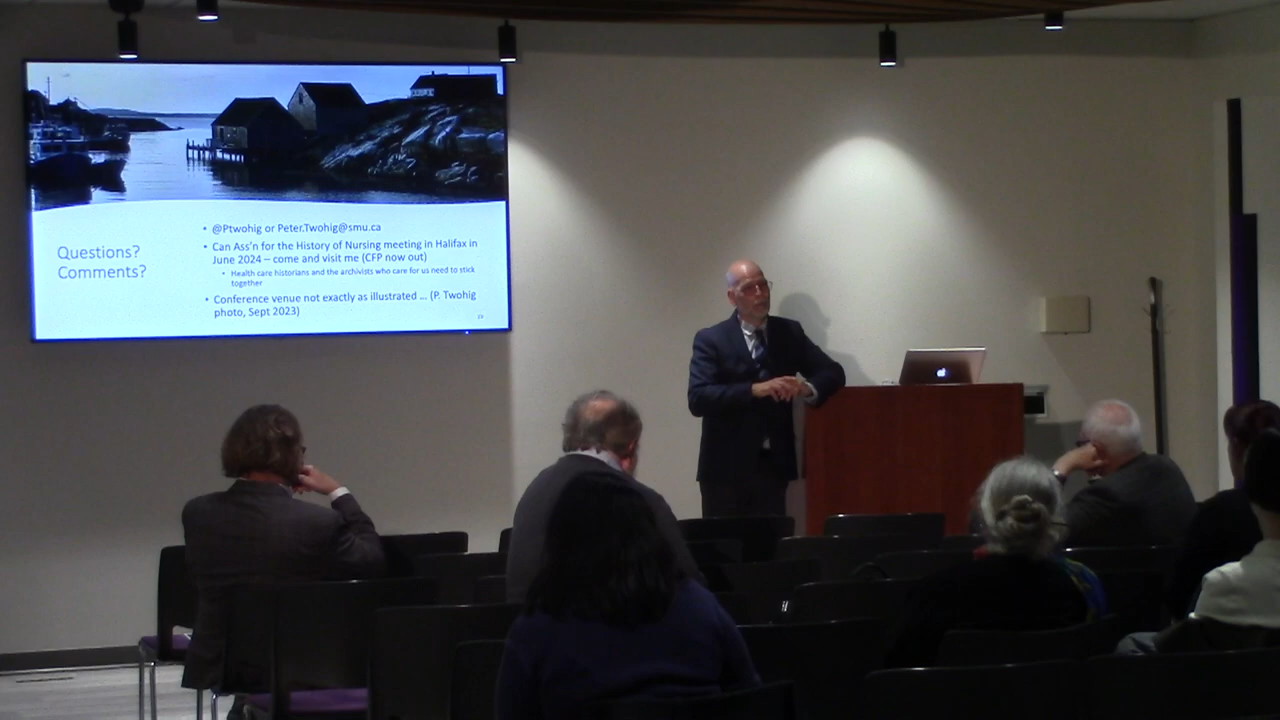 Questions?
Comments?
• @Ptwohig or Peter.Twohig@smu.ca
• Can Ass'n for the History of Nursing meeting in Halifax in
June 2024 – come and visit me (CFP now out)
• Health care historians and the archivists who care for us need to stick
together
• Conference venue not exactly as illustrated … (P. Twohig
photo, Sept 2023)